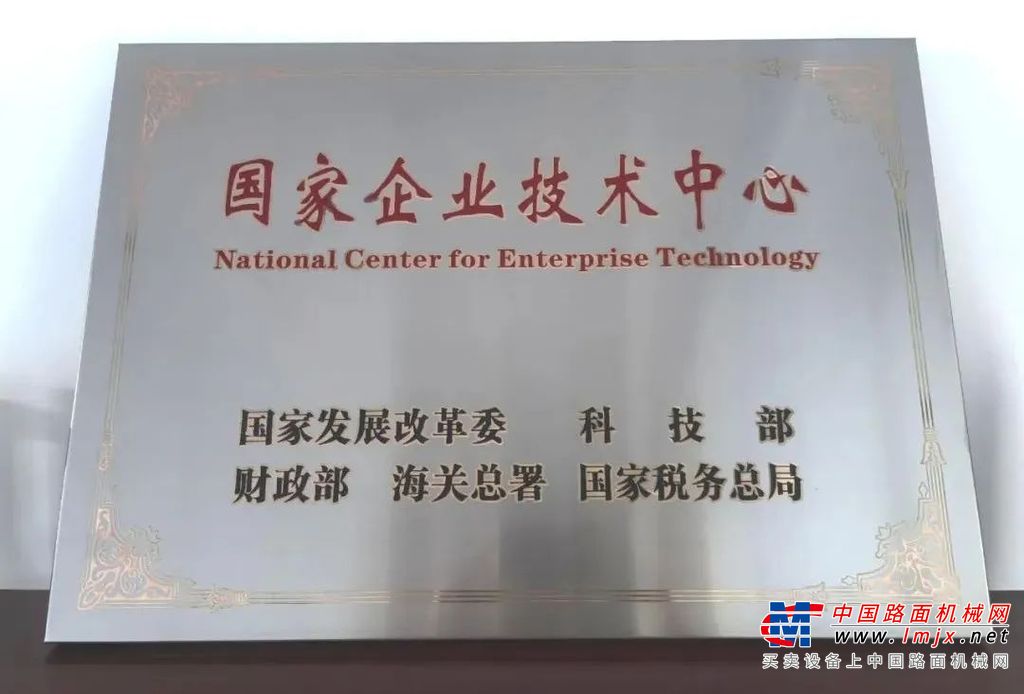 国家企业技术中心
National Center for Enterprise Technology
国家发展改革委 科技部
财政部 海关总署 国家税务总局
CM 中国路面机械网
www.lmjx.net
买卖设备上中国路面机械网